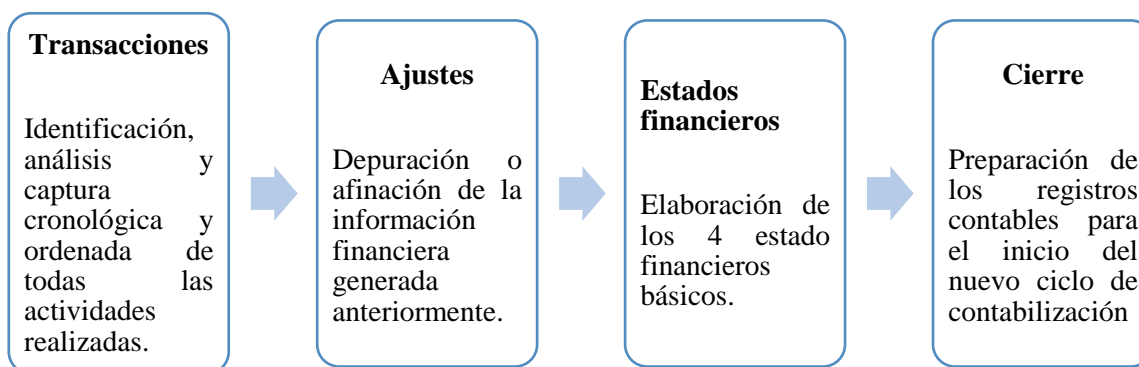 Transacciones
Identificación,
análisis y
captura
cronológica y
ordenada de
todas las
actividades
realizadas.
Ajustes
Depuración o
afinación de la
información
financiera
generada
anteriormente.
Estados
financieros
Elaboración de
los 4 estado
financieros
básicos.
Cierre
Preparación de
los registros
contables para
el inicio del
nuevo ciclo de
contabilización